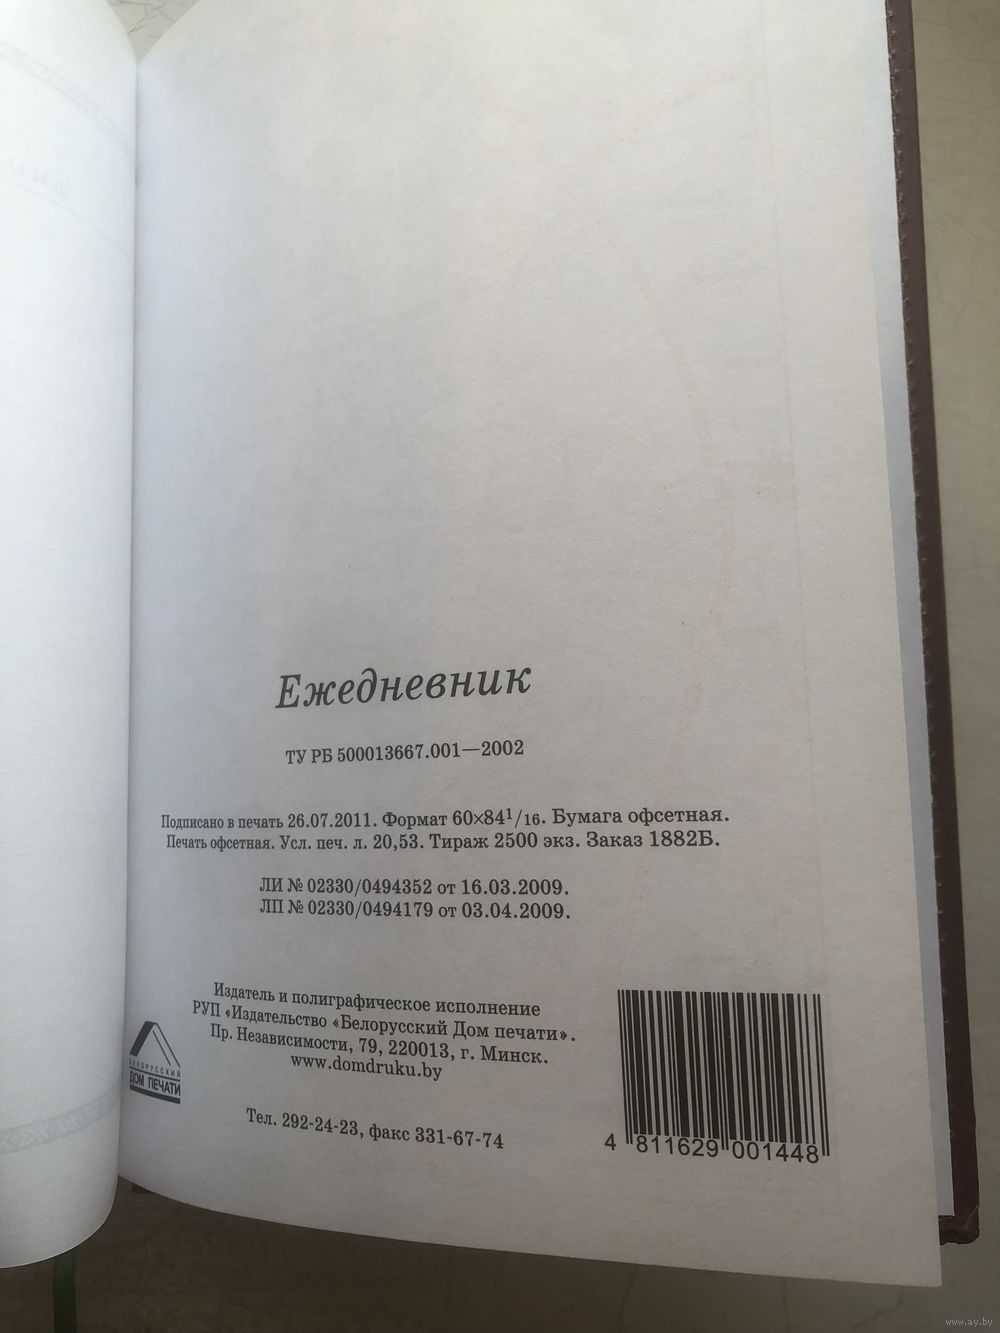 Ежедневник
ТУ РБ 500013667.001—2002
Подписано в печать 26.07.2011. Формат 60×84¹/₁₆. Бумага офсетная.
Печать офсетная. Усл. печ. л. 20,53. Тираж 2500 экз. Заказ 1882Б.
ЛИ № 02330/0494352 от 16.03.2009.
ЛП № 02330/0494179 от 03.04.2009.
Издатель и полиграфическое исполнение
РУП «Издательство «Белорусский Дом печати».
Пр. Независимости, 79, 220013, г. Минск.
www.domdruku.by
БЕЛОРУССКИЙ
ДОМ ПЕЧАТИ
Тел. 292-24-23, факс 331-67-74
4 811629 001448
www.ay.by